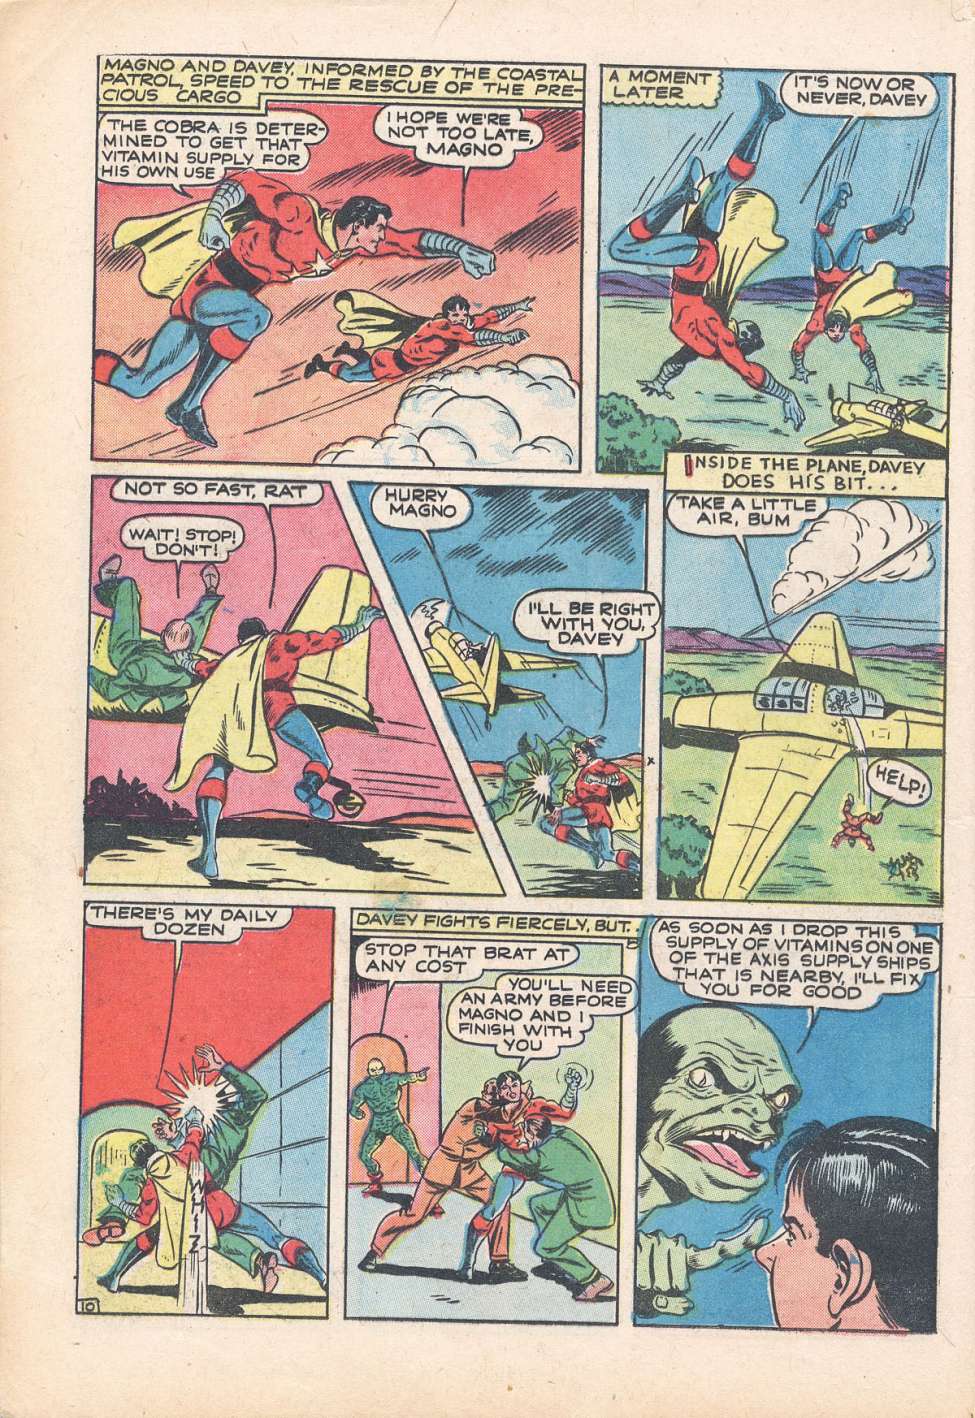 MAGNO AND DAVEY, INFORMED BY THE COASTAL
PATROL, SPEED TO THE RESCUE OF THE PRE-
CIOUS CARGO
THE COBRA IS DETER-
MINED TO GET THAT
VITAMIN SUPPLY FOR
HIS OWN USE
I HOPE WE'RE
NOT TOO LATE,
MAGNO
A MOMENT
LATER
IT'S NOW OR
NEVER, DAVEY
NOT SO FAST, RAT
WAIT! STOP!
DON'T!
HURRY
MAGNO
I'LL BE RIGHT
WITH YOU,
DAVEY
INSIDE THE PLANE, DAVEY
DOES HIS BIT...
TAKE A LITTLE
AIR, BUM
HELP!
THERE'S MY DAILY
DOZEN
WHIZ
10
DAVEY FIGHTS FIERCELY, BUT.
STOP THAT BRAT AT
ANY COST
YOU'LL NEED
AN ARMY BEFORE
MAGNO AND I
FINISH WITH
YOU
AS SOON AS I DROP THIS
SUPPLY OF VITAMINS ON ONE
OF THE AXIS SUPPLY SHIPS
THAT IS NEARBY, I'LL FIX
YOU FOR GOOD